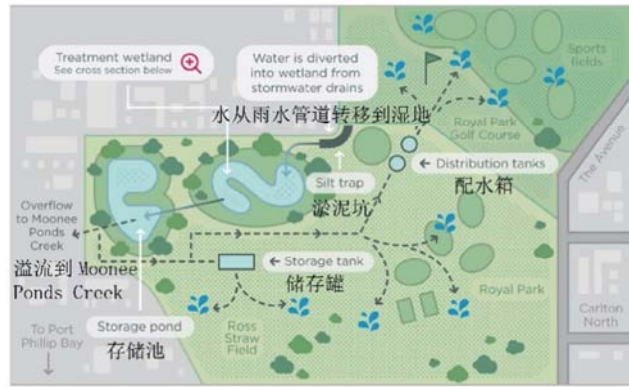 Treatment wetland
See cross section below
Water is diverted
into wetland from
stormwater drains
水从雨水管道转移到湿地
Sports
fields
Royal Park
Golf Course
The Avenue
← Distribution tanks
配水箱
Silt trap
淤泥坑
Overflow
to Moonee
Ponds
Creek
溢流到 Moonee
Ponds Creek
← Storage tank
储存罐
Royal Park
Carlton
North
To Port
Phillip Bay
Storage pond
存储池
Ross
Straw
Field